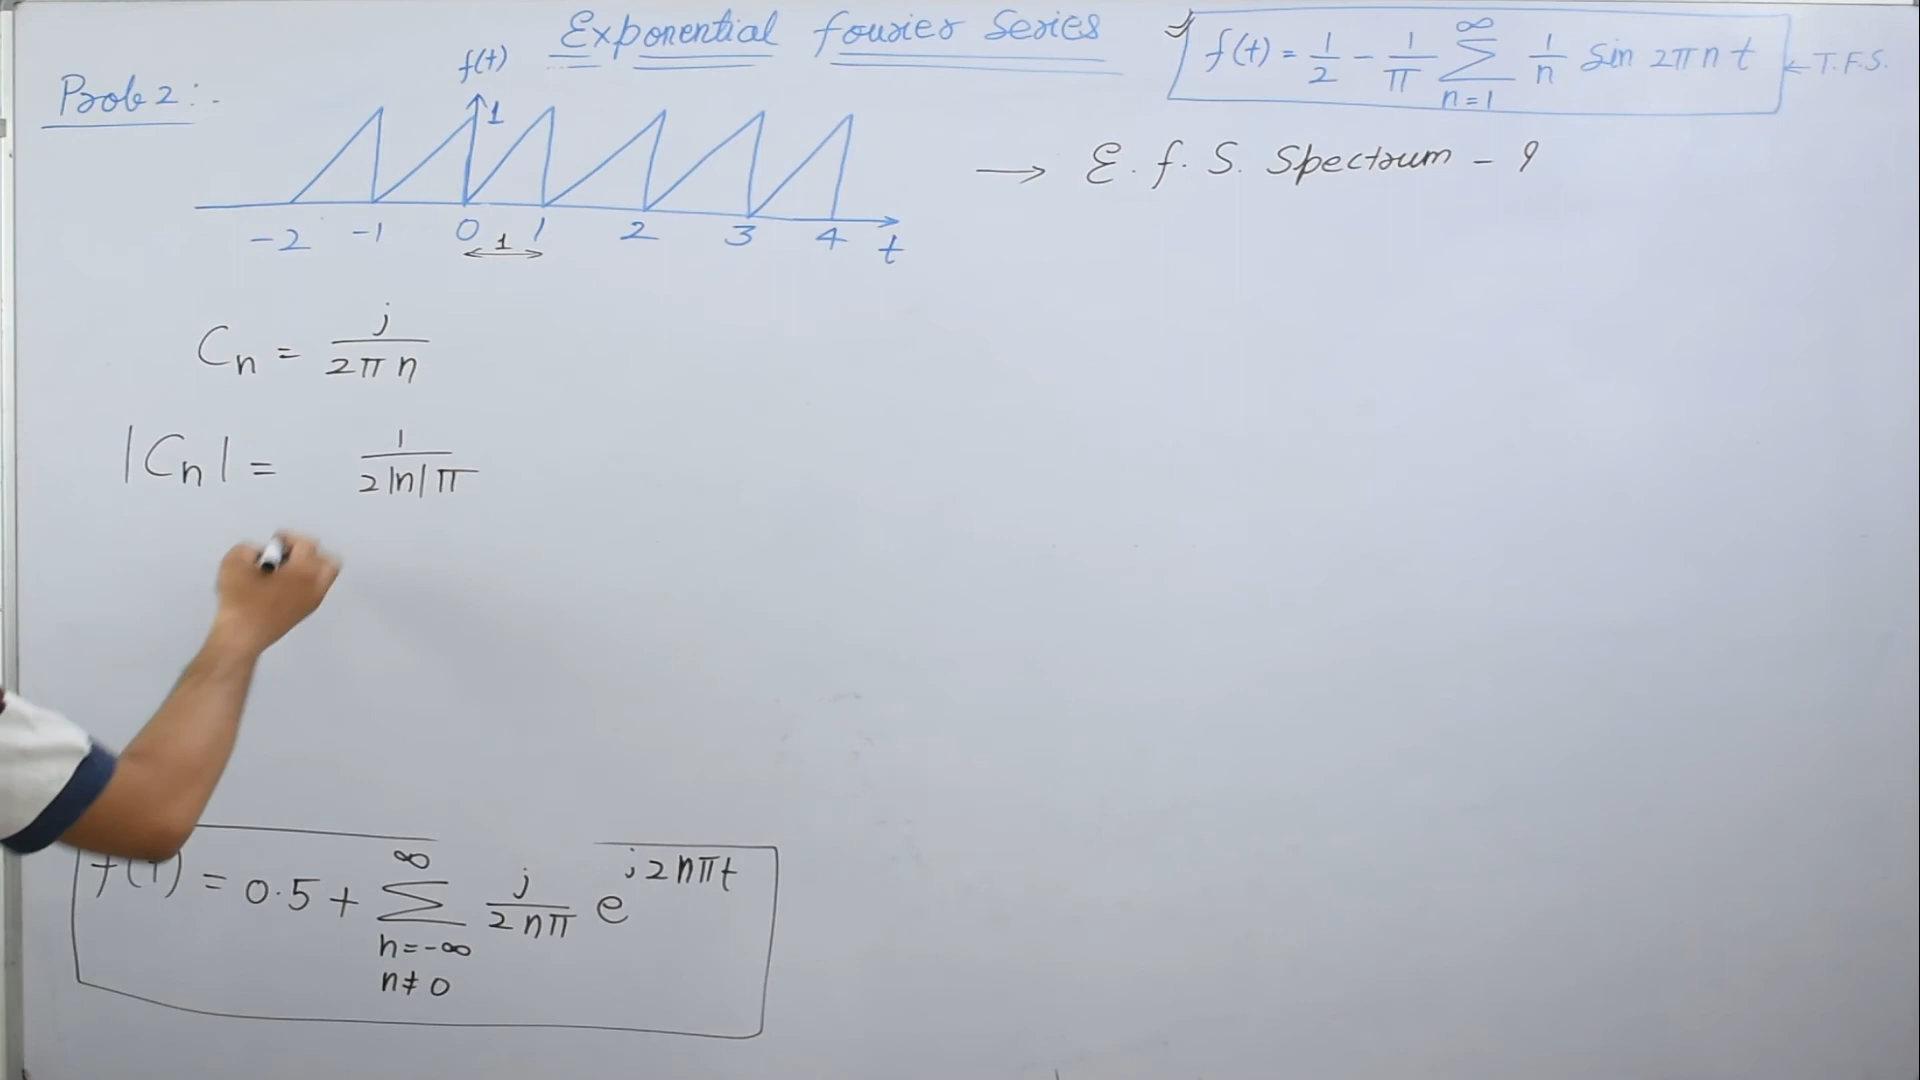 Exponential fourier Series
f(t) = 1/2 - 1/π ∞∑n=1 1/n Sin 2πnt ← T.F.S.
Prob 2 :.
f(t)
1
→ E. f. S. Spectrum - ?
-2 -1 0 1 2 3 4 t
1
Cn = j/2πn
|Cn| = 1/2|n|π
f(t) = 0.5 + ∞∑n=-∞ n≠0 j/2nπ e^j2nπt